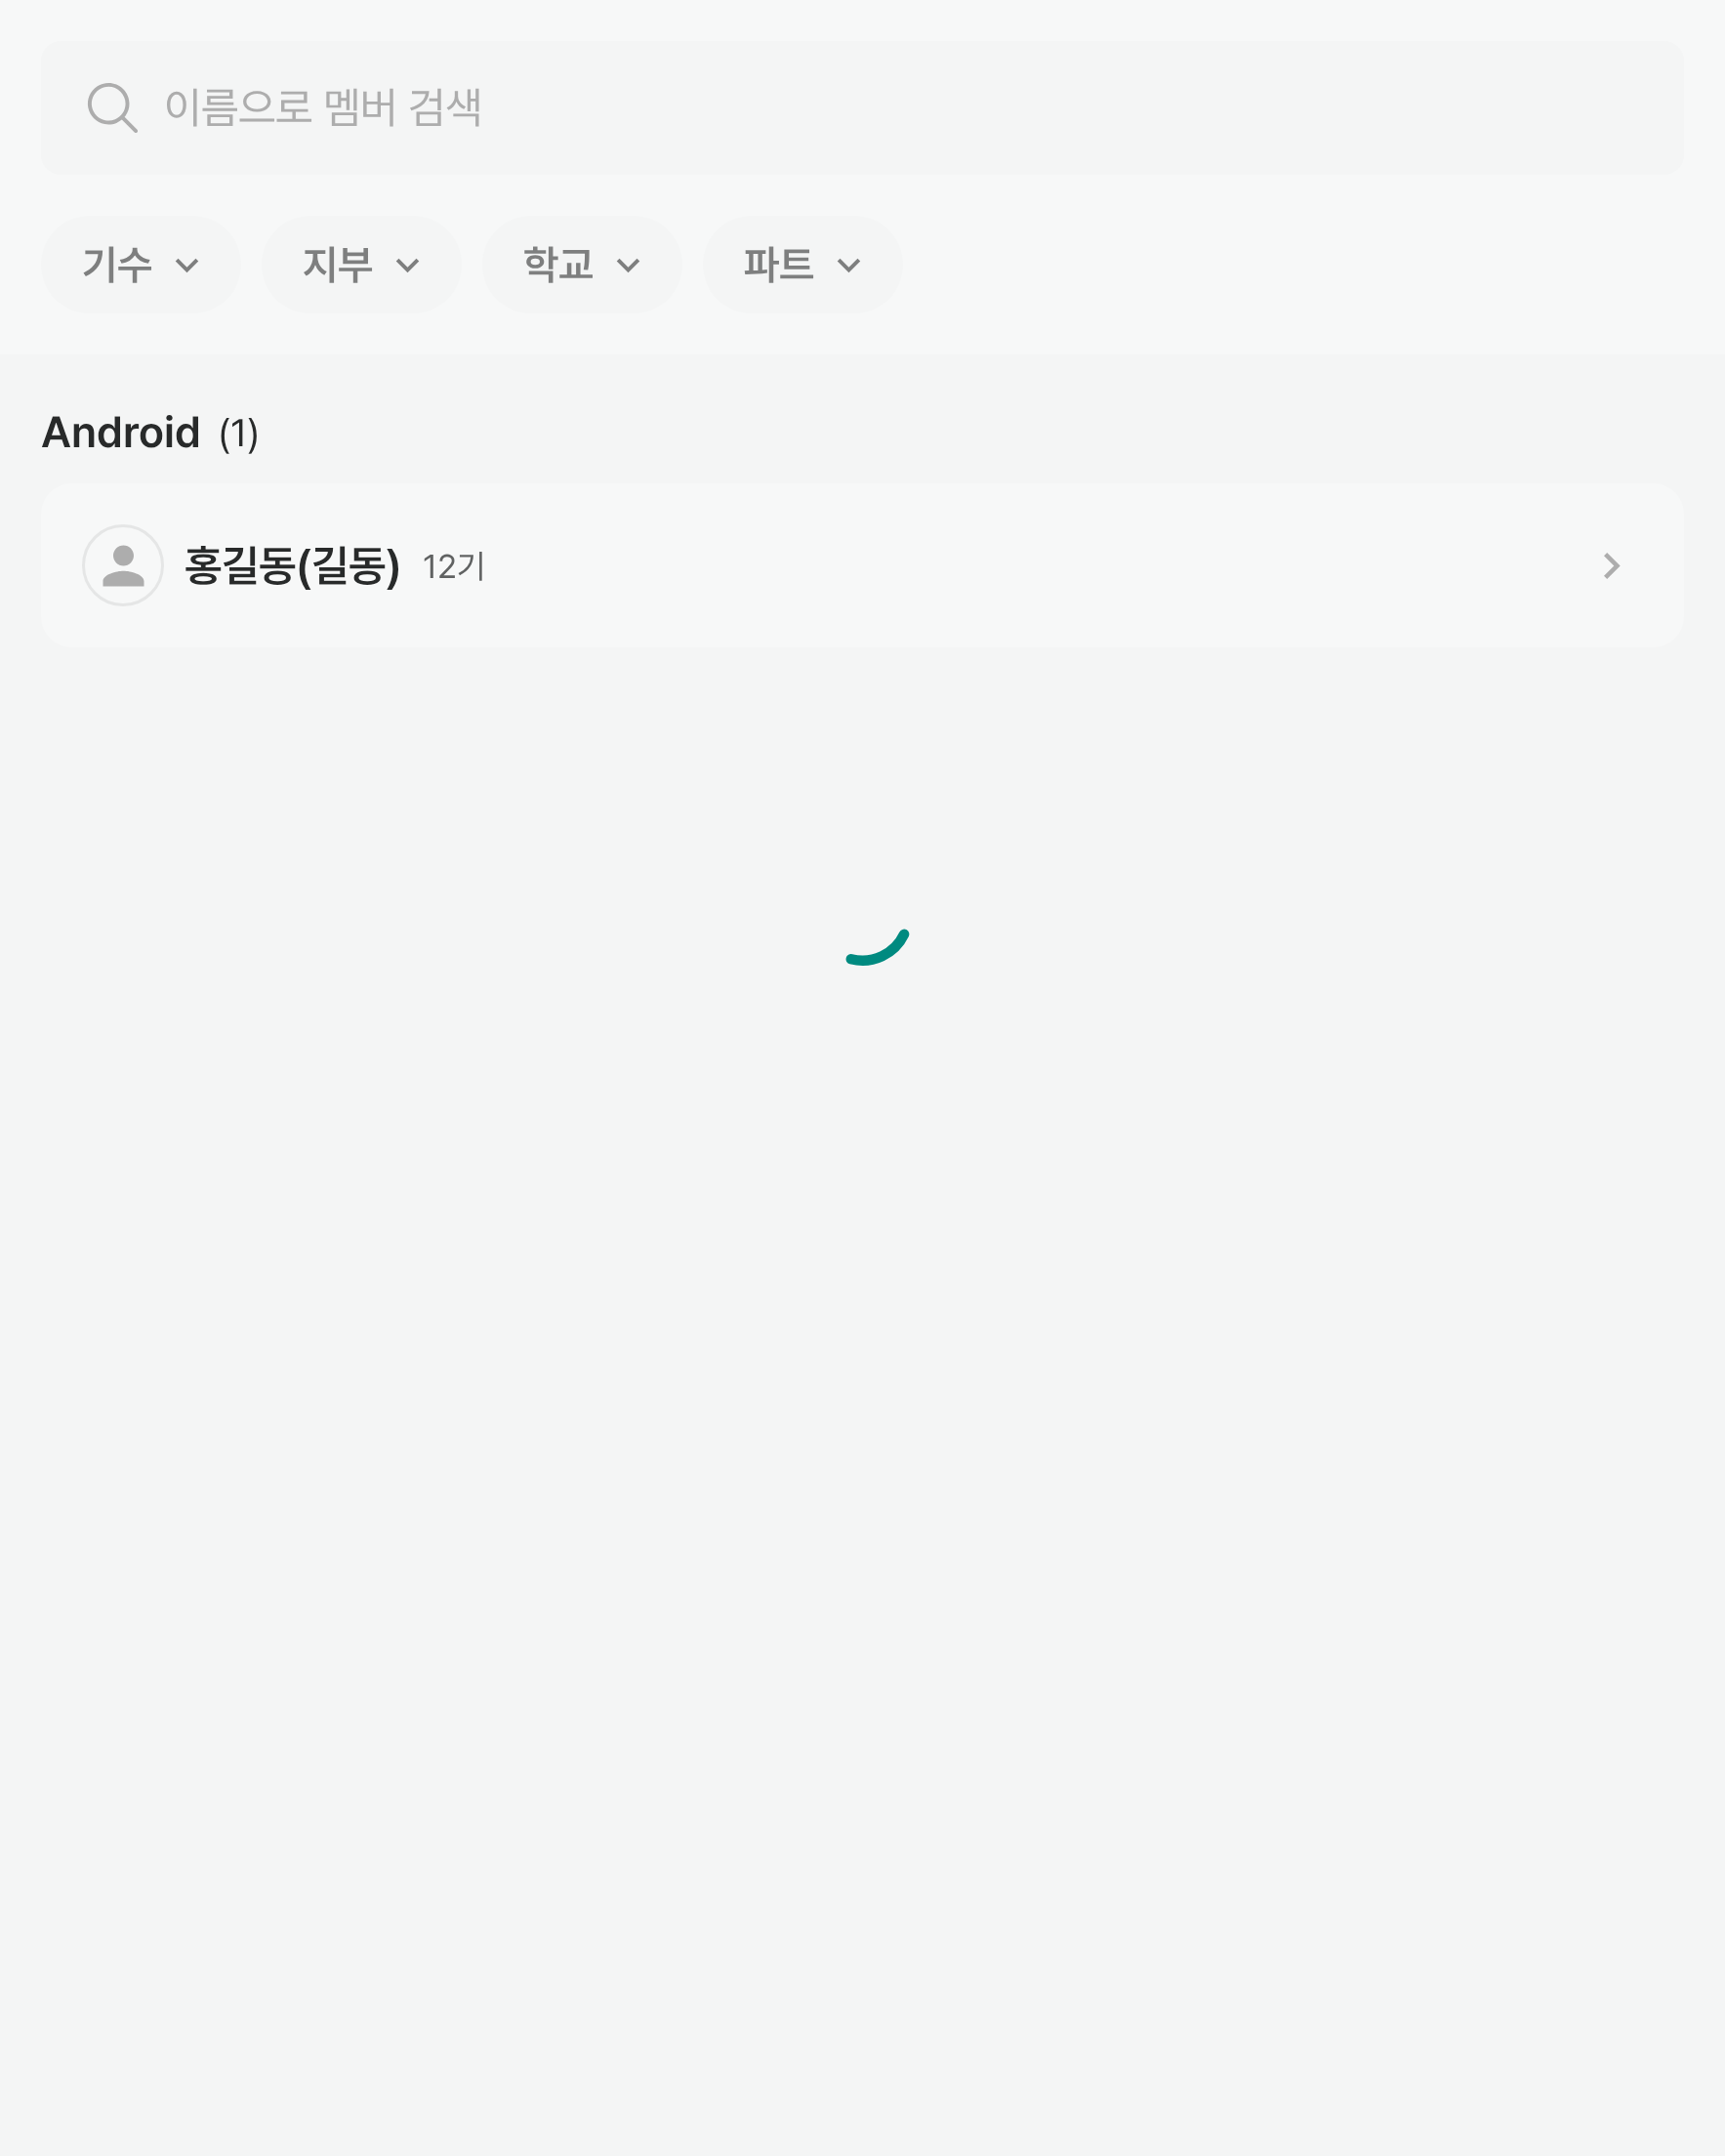 이름으로 멤버 검색
기수 지부 학교 파트
Android (1)
홍길동(길동) 12기